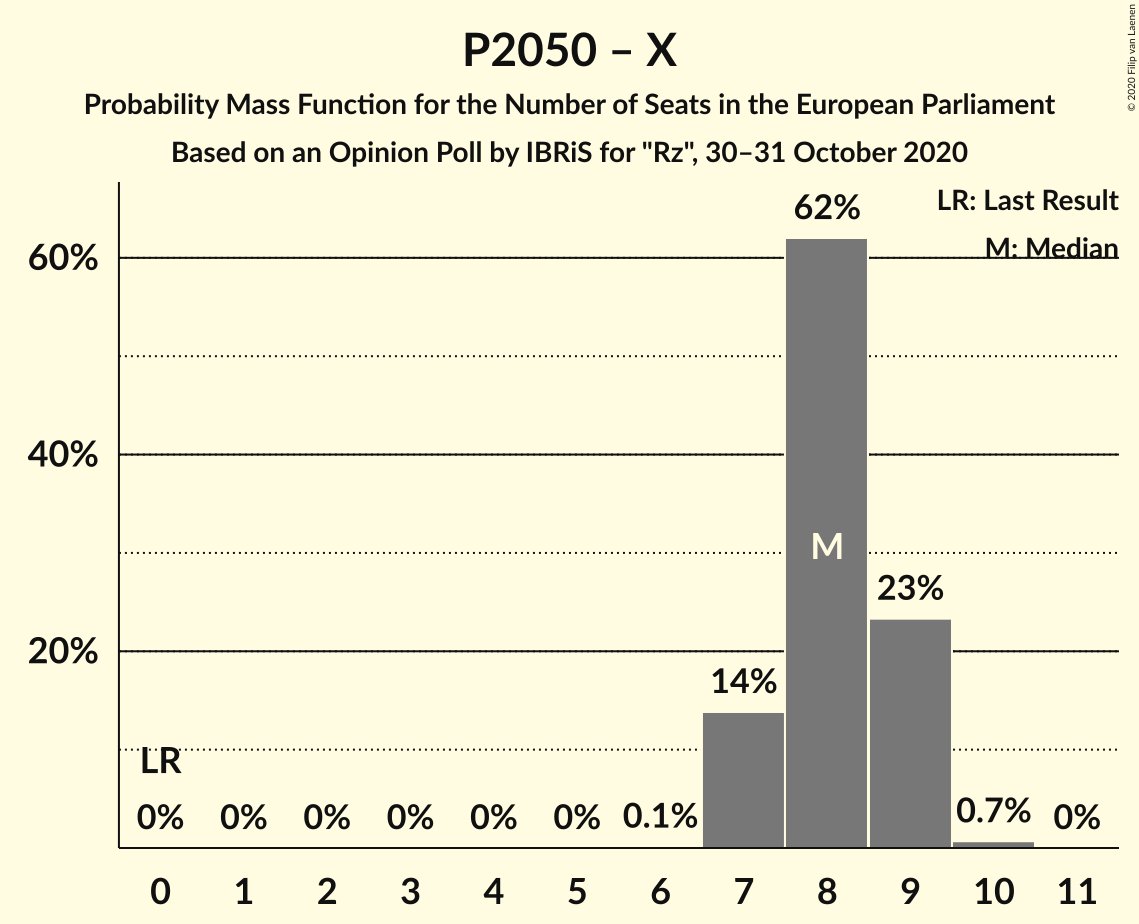 P2050 – X
Probability Mass Function for the Number of Seats in the European Parliament
Based on an Opinion Poll by IBRiS for "Rz", 30–31 October 2020
© 2020 Filip van Laenen
LR: Last Result
M: Median
60%
40%
20%
LR
M
0% 0% 0% 0% 0% 0% 0.1% 14% 62% 23% 0.7% 0%
0 1 2 3 4 5 6 7 8 9 10 11